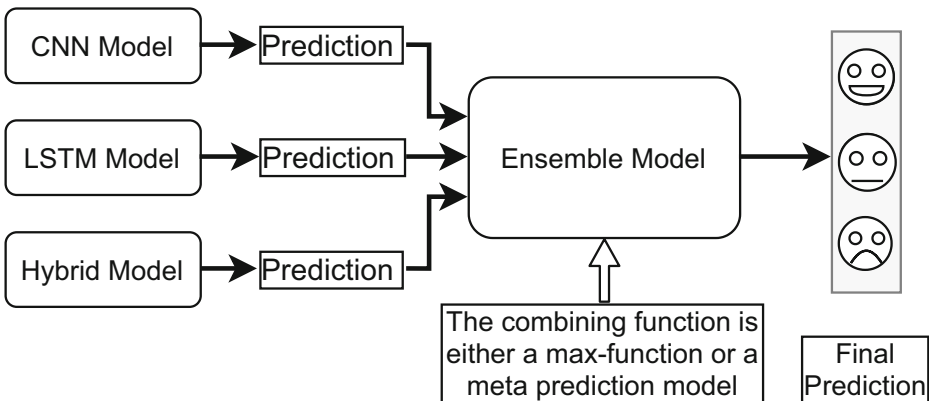 CNN Model
Prediction
LSTM Model
Prediction
Hybrid Model
Prediction
Ensemble Model
The combining function is
either a max-function or a
meta prediction model
Final
Prediction